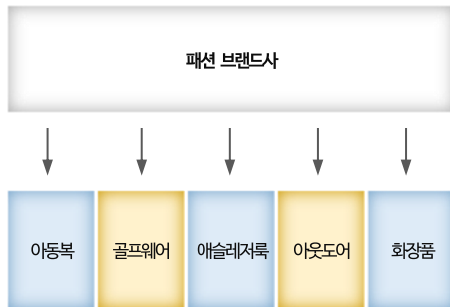 패션 브랜드사
아동복
골프웨어
애슬레저룩
아웃도어
화장품